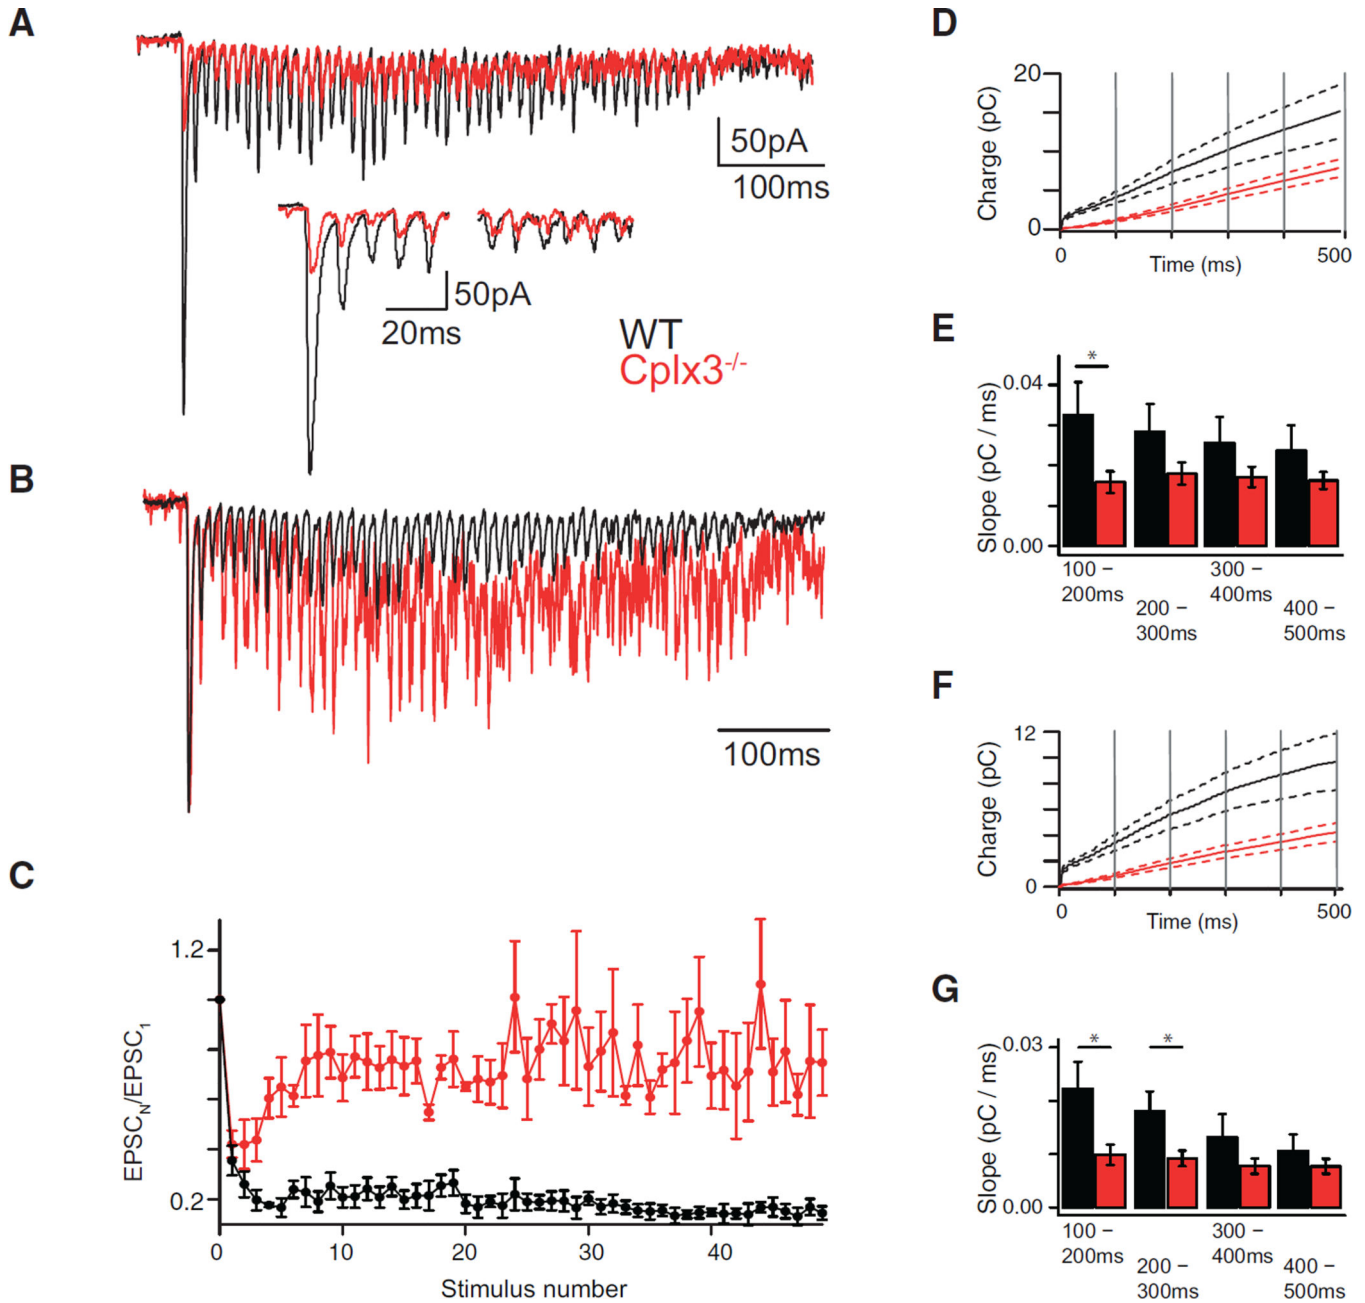 A
50pA
100ms
50pA
20ms
WT
Cplx3-/-
B
100ms
C
1.2
0.2
EPSCN/EPSC1
0
10
20
30
40
Stimulus number
D
20
0
Charge (pC)
0
500
Time (ms)
E
*
0.04
0.00
Slope (pC / ms)
100 –
200ms
200 –
300ms
300 –
400ms
400 –
500ms
F
12
0
Charge (pC)
0
500
Time (ms)
G
*
*
0.03
0.00
Slope (pC / ms)
100 –
200ms
200 –
300ms
300 –
400ms
400 –
500ms